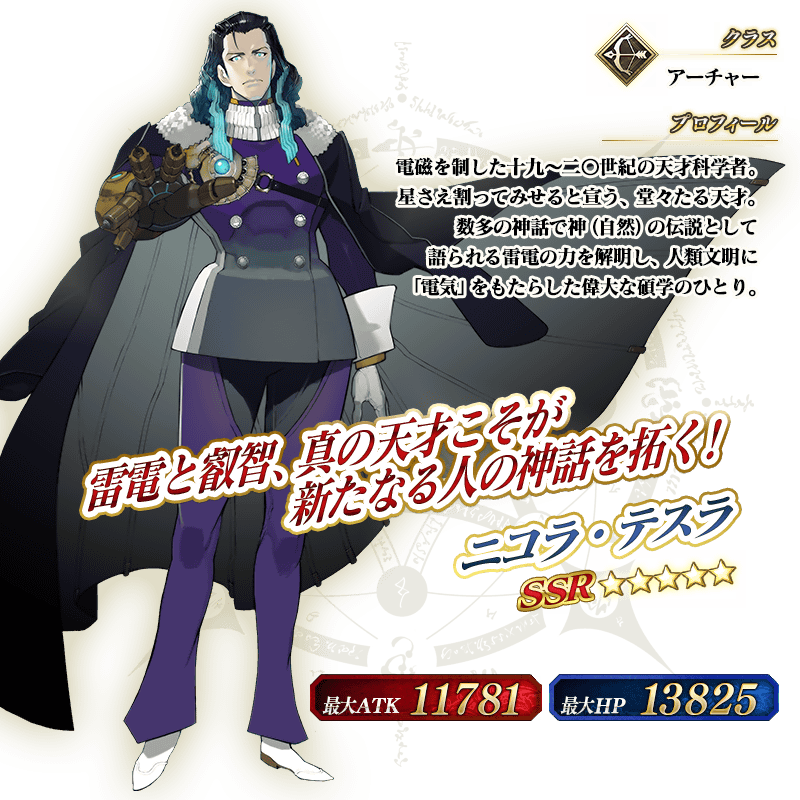 クラス
アーチャー
プロフィール
電磁を制した十九～二〇世紀の天才科学者。
星さえ割ってみせると宣う、堂々たる天才。
数多の神話で神（自然）の伝説として
語られる雷電の力を解明し、人類文明に
「電気」をもたらした偉大な碩学のひとり。
雷電と叡智、真の天才こそが
新たなる人の神話を拓く！
ニコラ・テスラ
SSR☆☆☆☆☆
最大ATK 11781
最大HP 13825